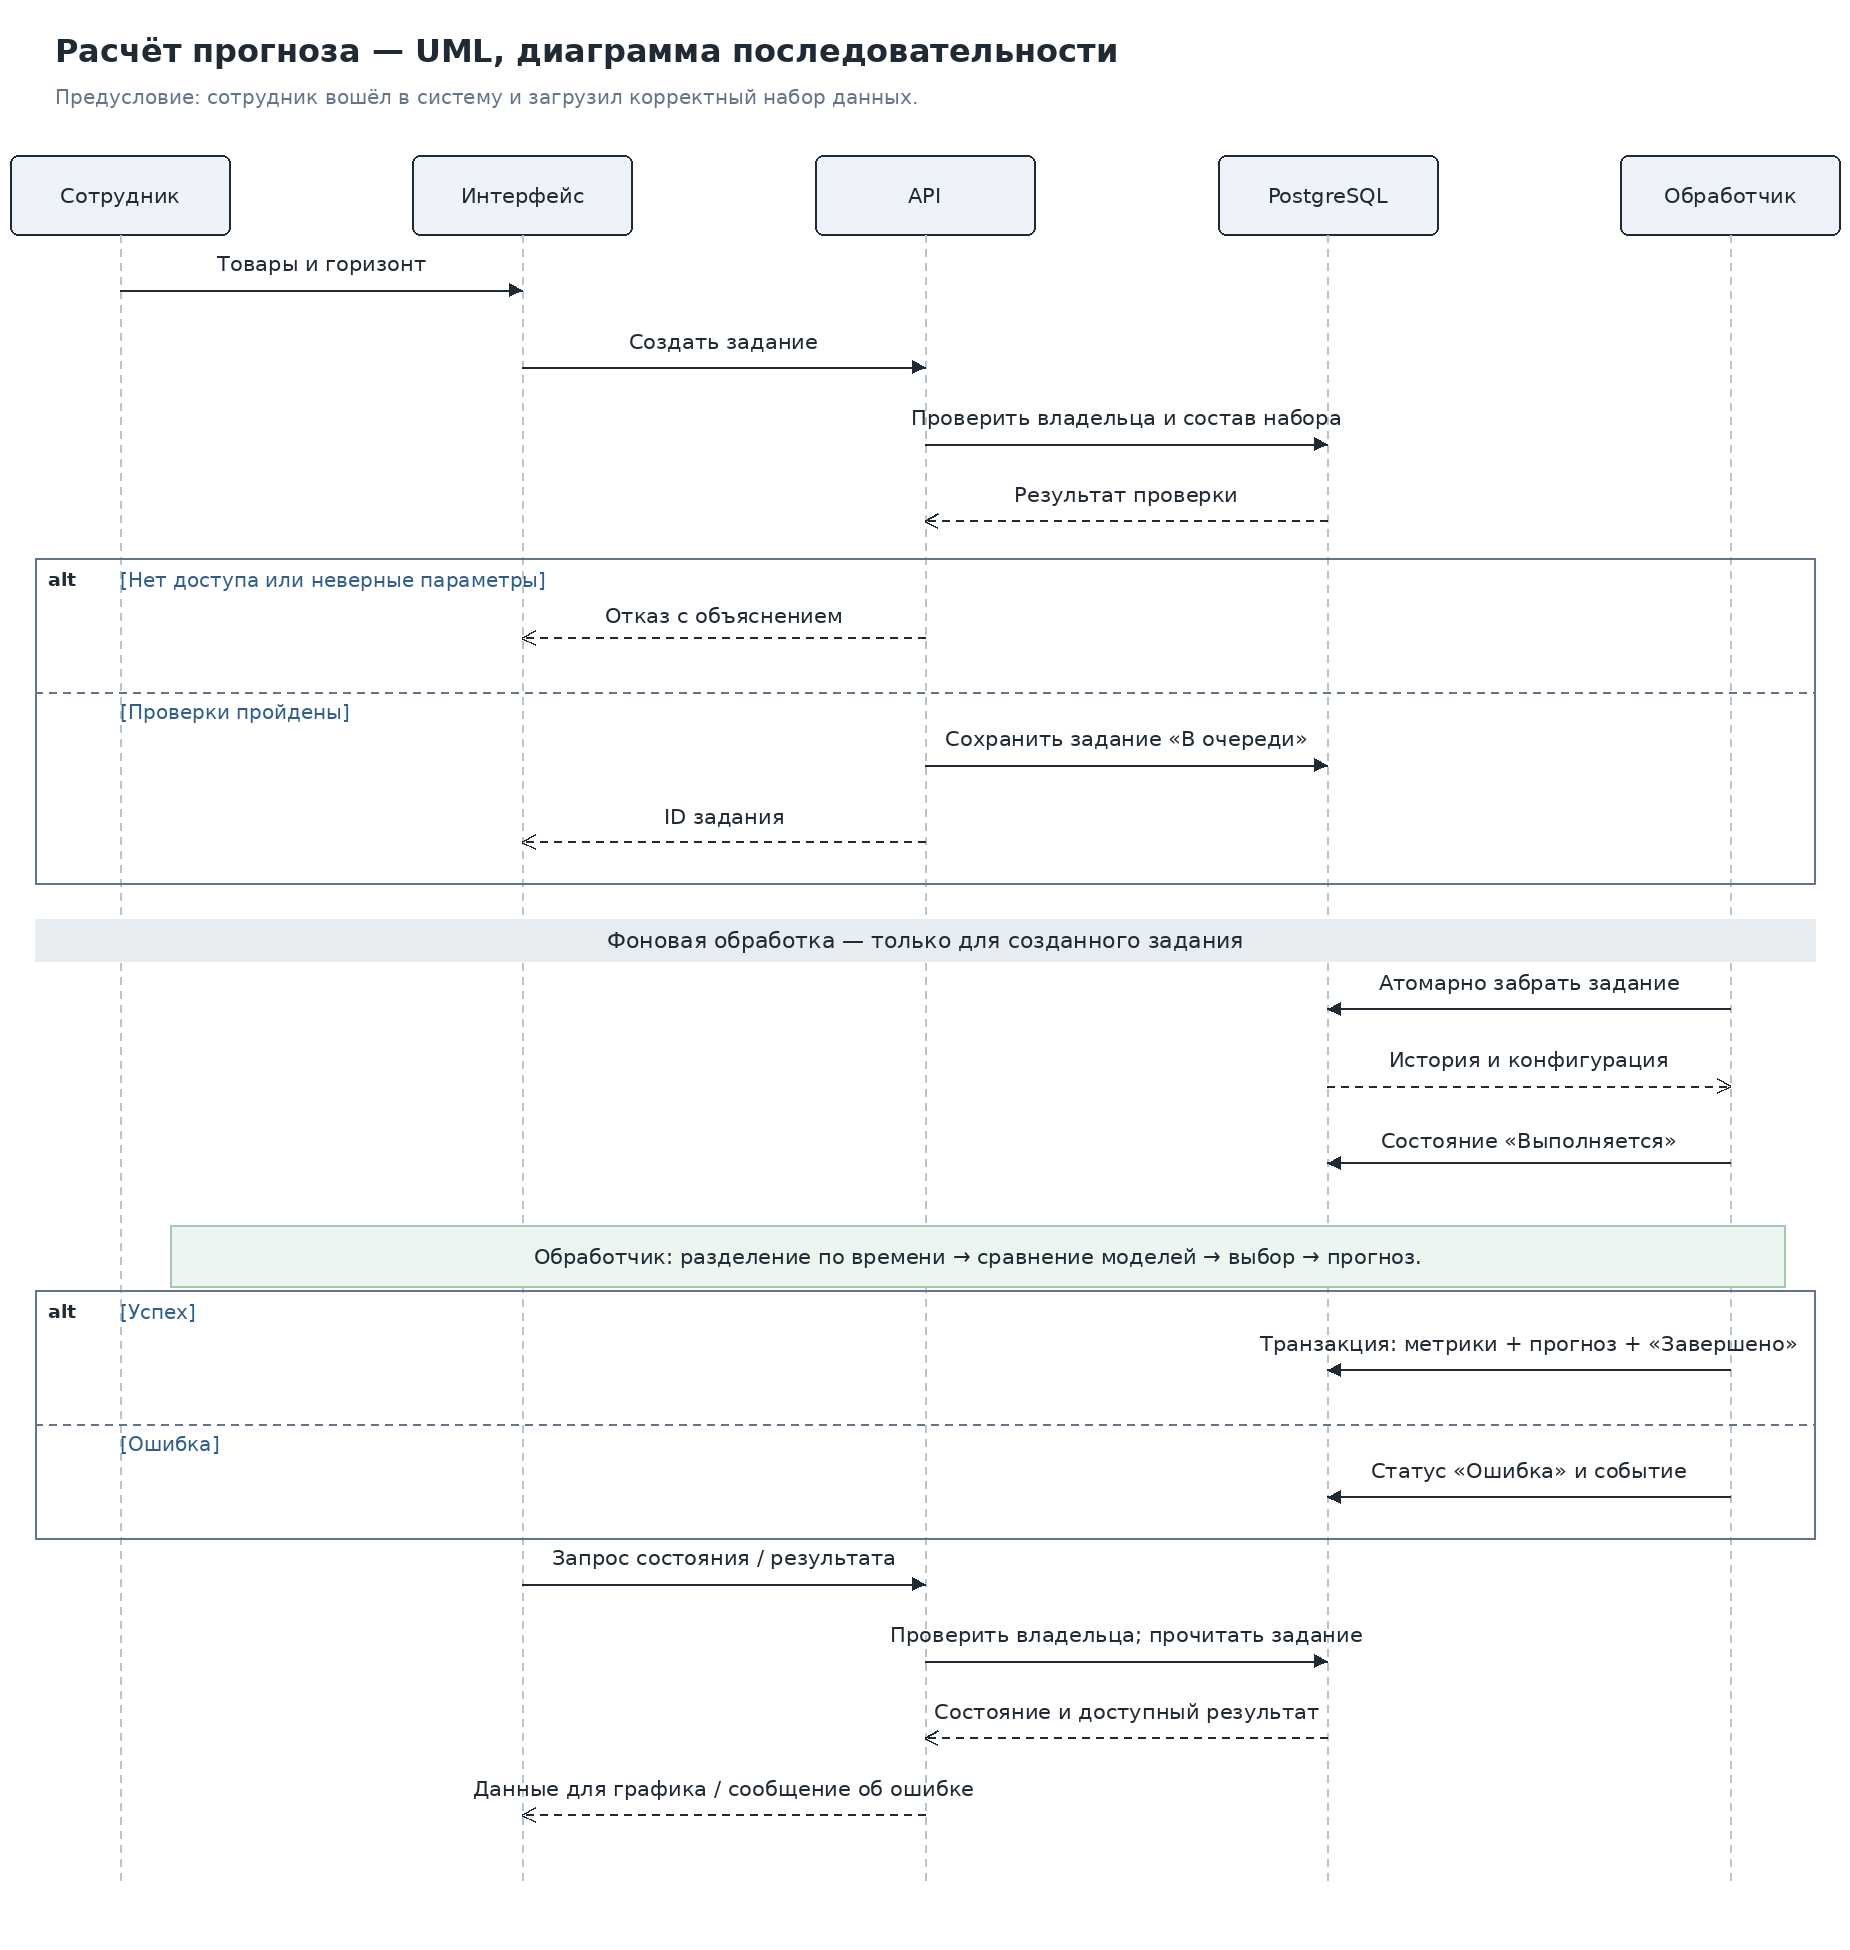 Расчёт прогноза — UML, диаграмма последовательности
Предусловие: сотрудник вошёл в систему и загрузил корректный набор данных.
Сотрудник
Интерфейс
API
PostgreSQL
Обработчик
Товары и горизонт
Создать задание
Проверить владельца и состав набора
Результат проверки
alt
[Нет доступа или неверные параметры]
Отказ с объяснением
[Проверки пройдены]
Сохранить задание «В очереди»
ID задания
Фоновая обработка — только для созданного задания
Атомарно забрать задание
История и конфигурация
Состояние «Выполняется»
Обработчик: разделение по времени → сравнение моделей → выбор → прогноз.
alt
[Успех]
Транзакция: метрики + прогноз + «Завершено»
[Ошибка]
Статус «Ошибка» и событие
Запрос состояния / результата
Проверить владельца; прочитать задание
Состояние и доступный результат
Данные для графика / сообщение об ошибке